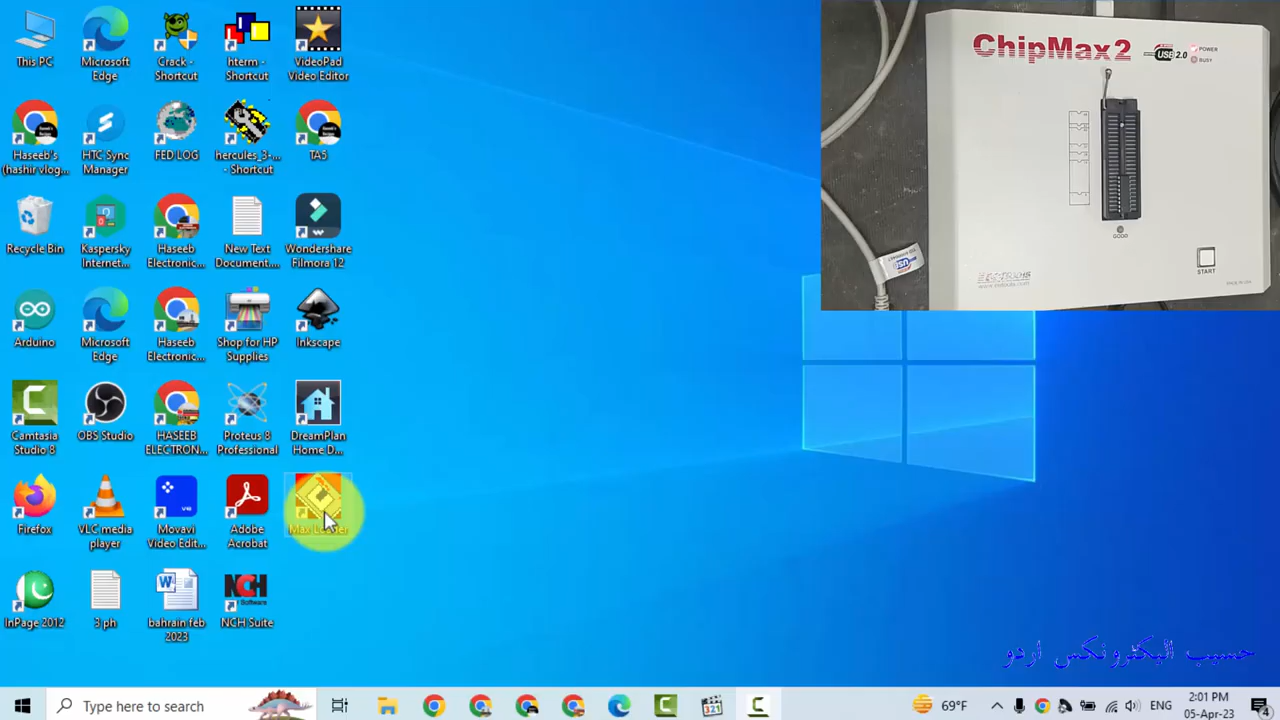 This PC
Microsoft Edge
Crack - Shortcut
hterm - Shortcut
VideoPad Video Editor
Haseeb's (hashir vlog...
HTC Sync Manager
FED LOG
hercules_3-... - Shortcut
TA5
Recycle Bin
Kaspersky Internet...
Haseeb Electronic...
New Text Document....
Wondershare Filmora 12
Arduino
Microsoft Edge
Haseeb Electronic...
Shop for HP Supplies
Inkscape
Camtasia Studio 8
OBS Studio
HASEEB ELECTRON...
Proteus 8 Professional
DreamPlan Home D...
Firefox
VLC media player
Movavi Video Edit...
Adobe Acrobat
Max Loader
InPage 2012
3 ph
bahrain feb 2023
NCH Suite
NCH
Software
ChipMax2
USB 2.0
POWER
BUSY
GOOD
START
حسیب الیکٹرونکس اردو
Type here to search
69°F
ENG
2:01 PM
05-Apr-23
4